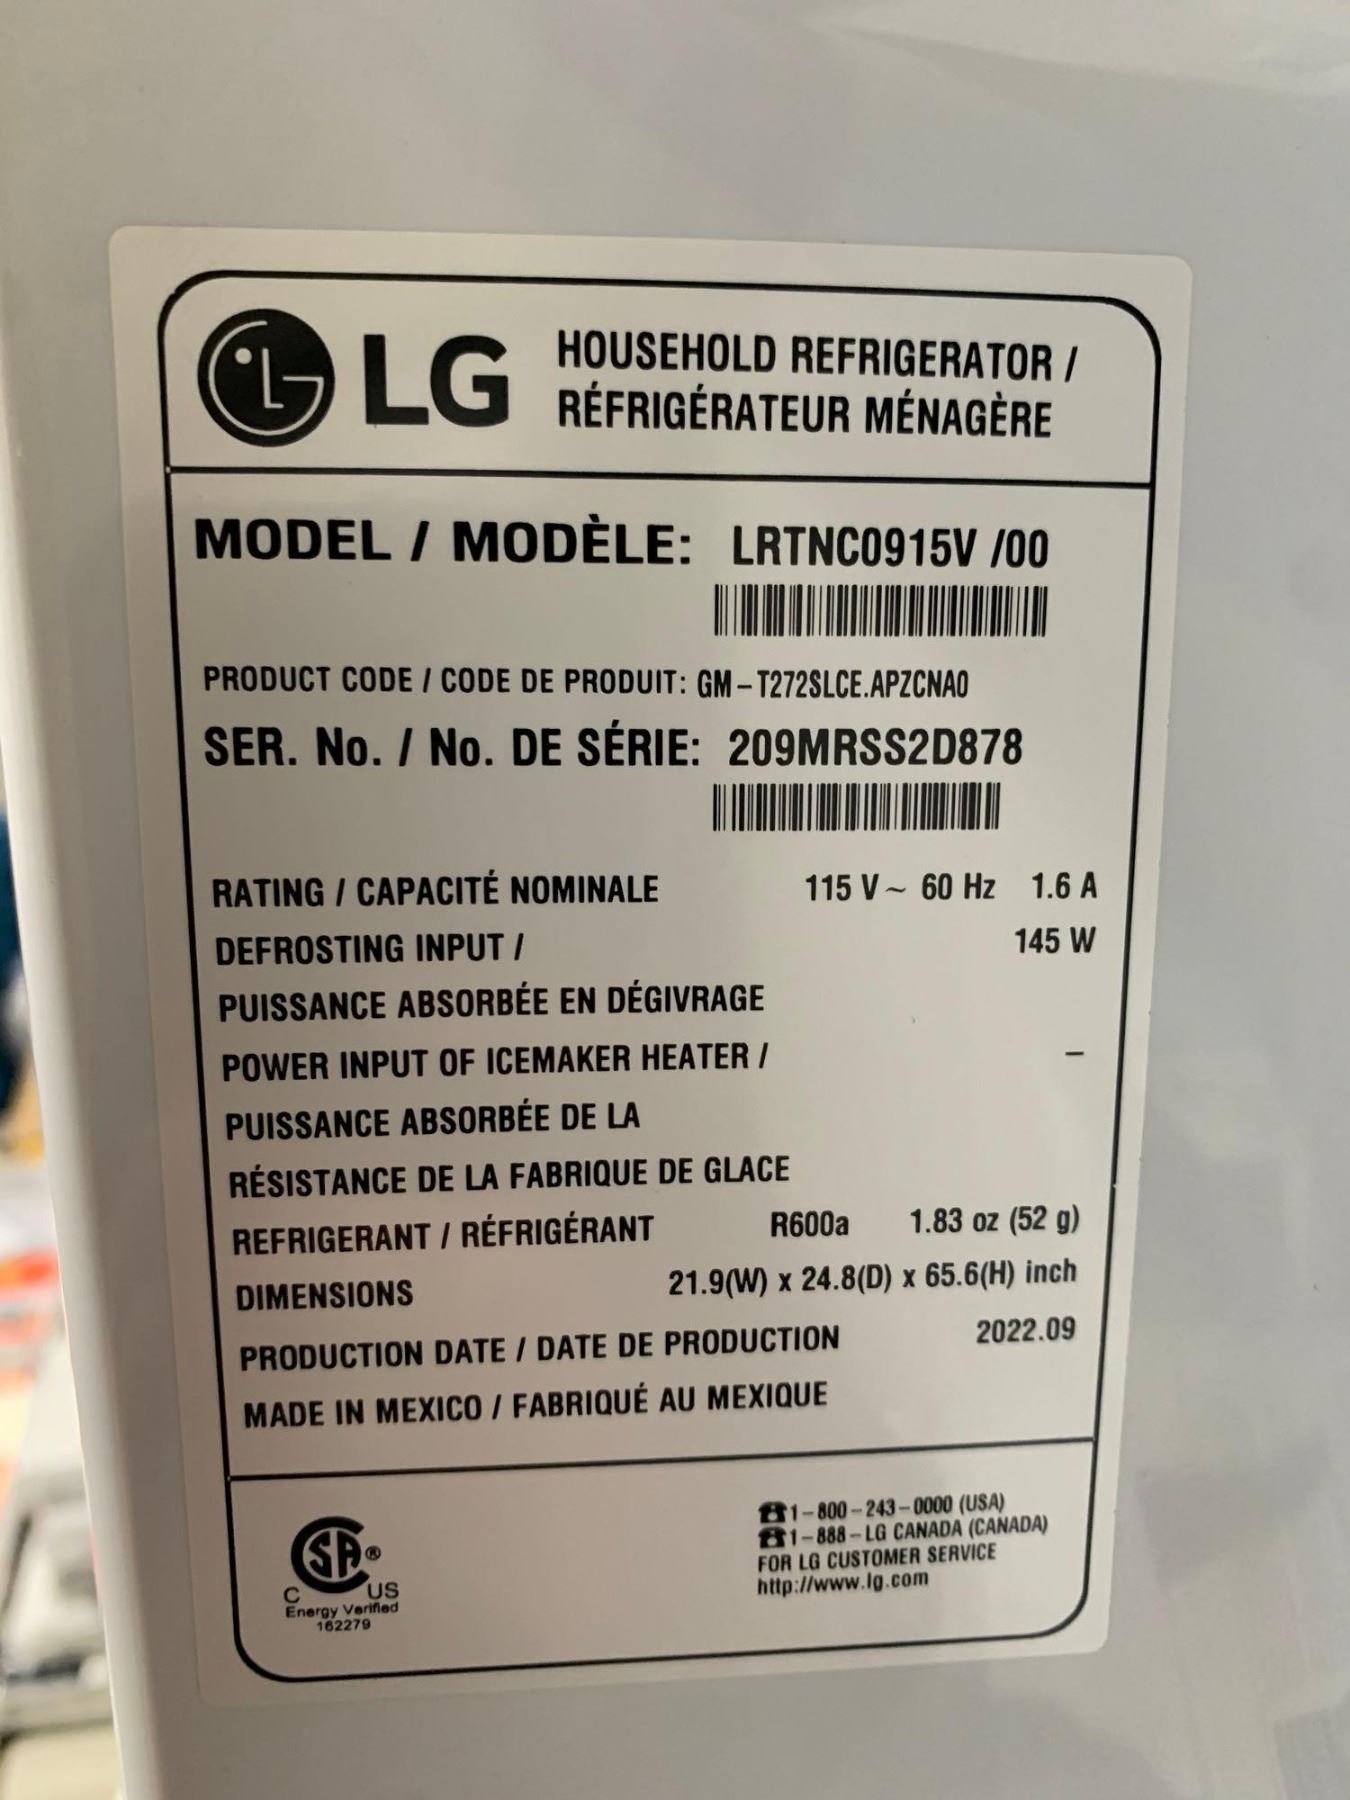 LG HOUSEHOLD REFRIGERATOR /
RÉFRIGÉRATEUR MÉNAGÈRE
MODEL / MODÈLE: LRTNC0915V /00
PRODUCT CODE / CODE DE PRODUIT: GM-T272SLCE.APZCNA0
SER. No. / No. DE SÉRIE: 209MRSS2D878
RATING / CAPACITÉ NOMINALE 115 V~ 60 Hz 1.6 A
DEFROSTING INPUT / 145 W
PUISSANCE ABSORBÉE EN DÉGIVRAGE
POWER INPUT OF ICEMAKER HEATER / –
PUISSANCE ABSORBÉE DE LA
RÉSISTANCE DE LA FABRIQUE DE GLACE
REFRIGERANT / RÉFRIGÉRANT R600a 1.83 oz (52 g)
DIMENSIONS 21.9(W) x 24.8(D) x 65.6(H) inch
PRODUCTION DATE / DATE DE PRODUCTION 2022.09
MADE IN MEXICO / FABRIQUÉ AU MEXIQUE
SA®
C US
Energy Verified
162279
☎1-800-243-0000 (USA)
☎1-888-LG CANADA (CANADA)
FOR LG CUSTOMER SERVICE
http://www.lg.com